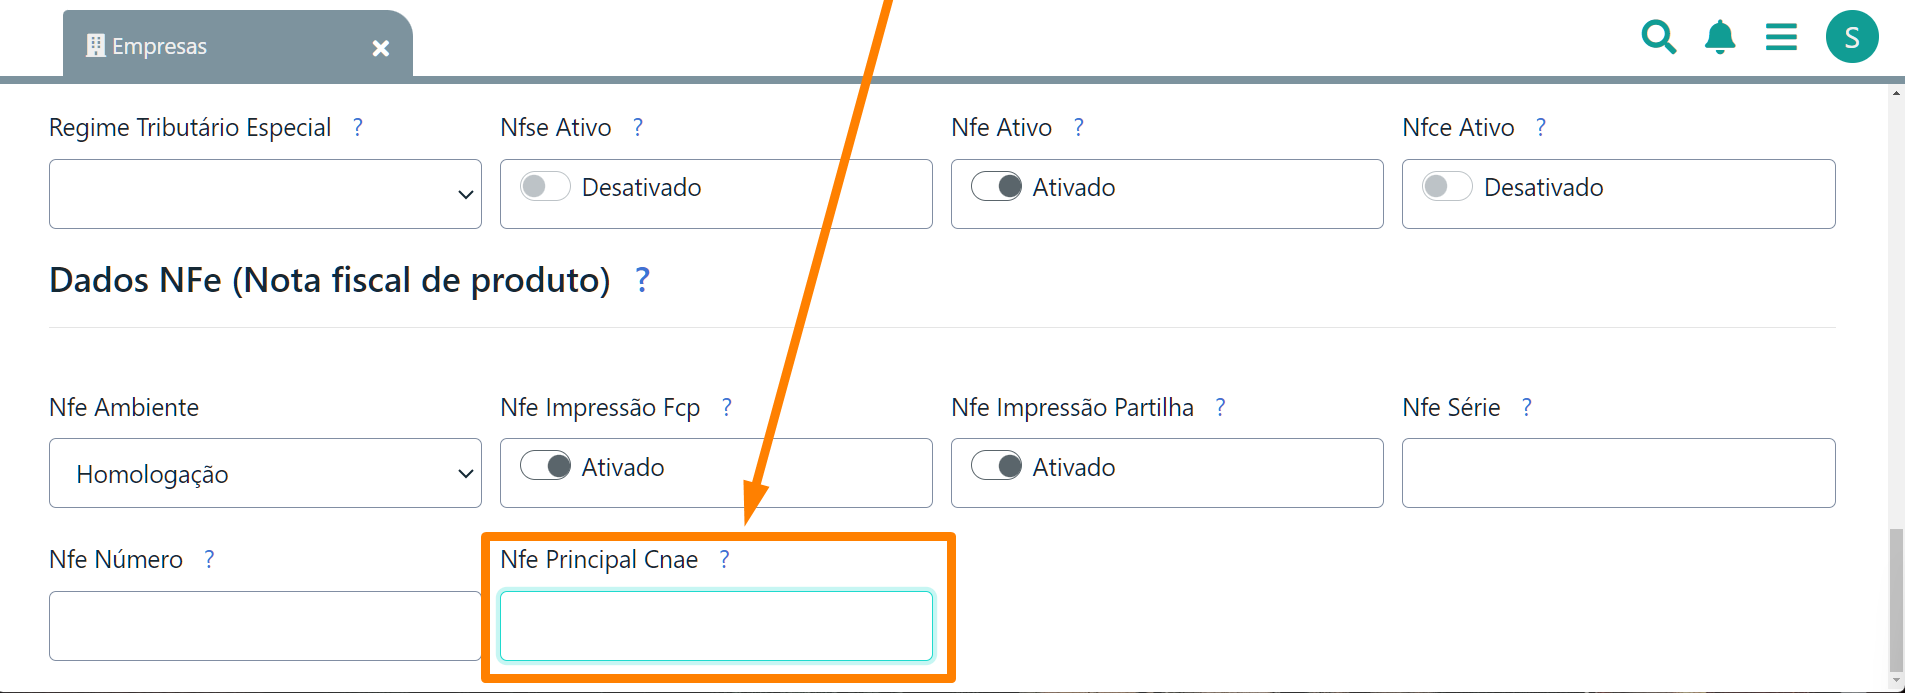 Empresas
S
Regime Tributário Especial ?
Nfse Ativo ?
Nfe Ativo ?
Nfce Ativo ?
Desativado
Ativado
Desativado
Dados NFe (Nota fiscal de produto) ?
Nfe Ambiente
Nfe Impressão Fcp ?
Nfe Impressão Partilha ?
Nfe Série ?
Homologação
Ativado
Ativado
Nfe Número ?
Nfe Principal Cnae ?